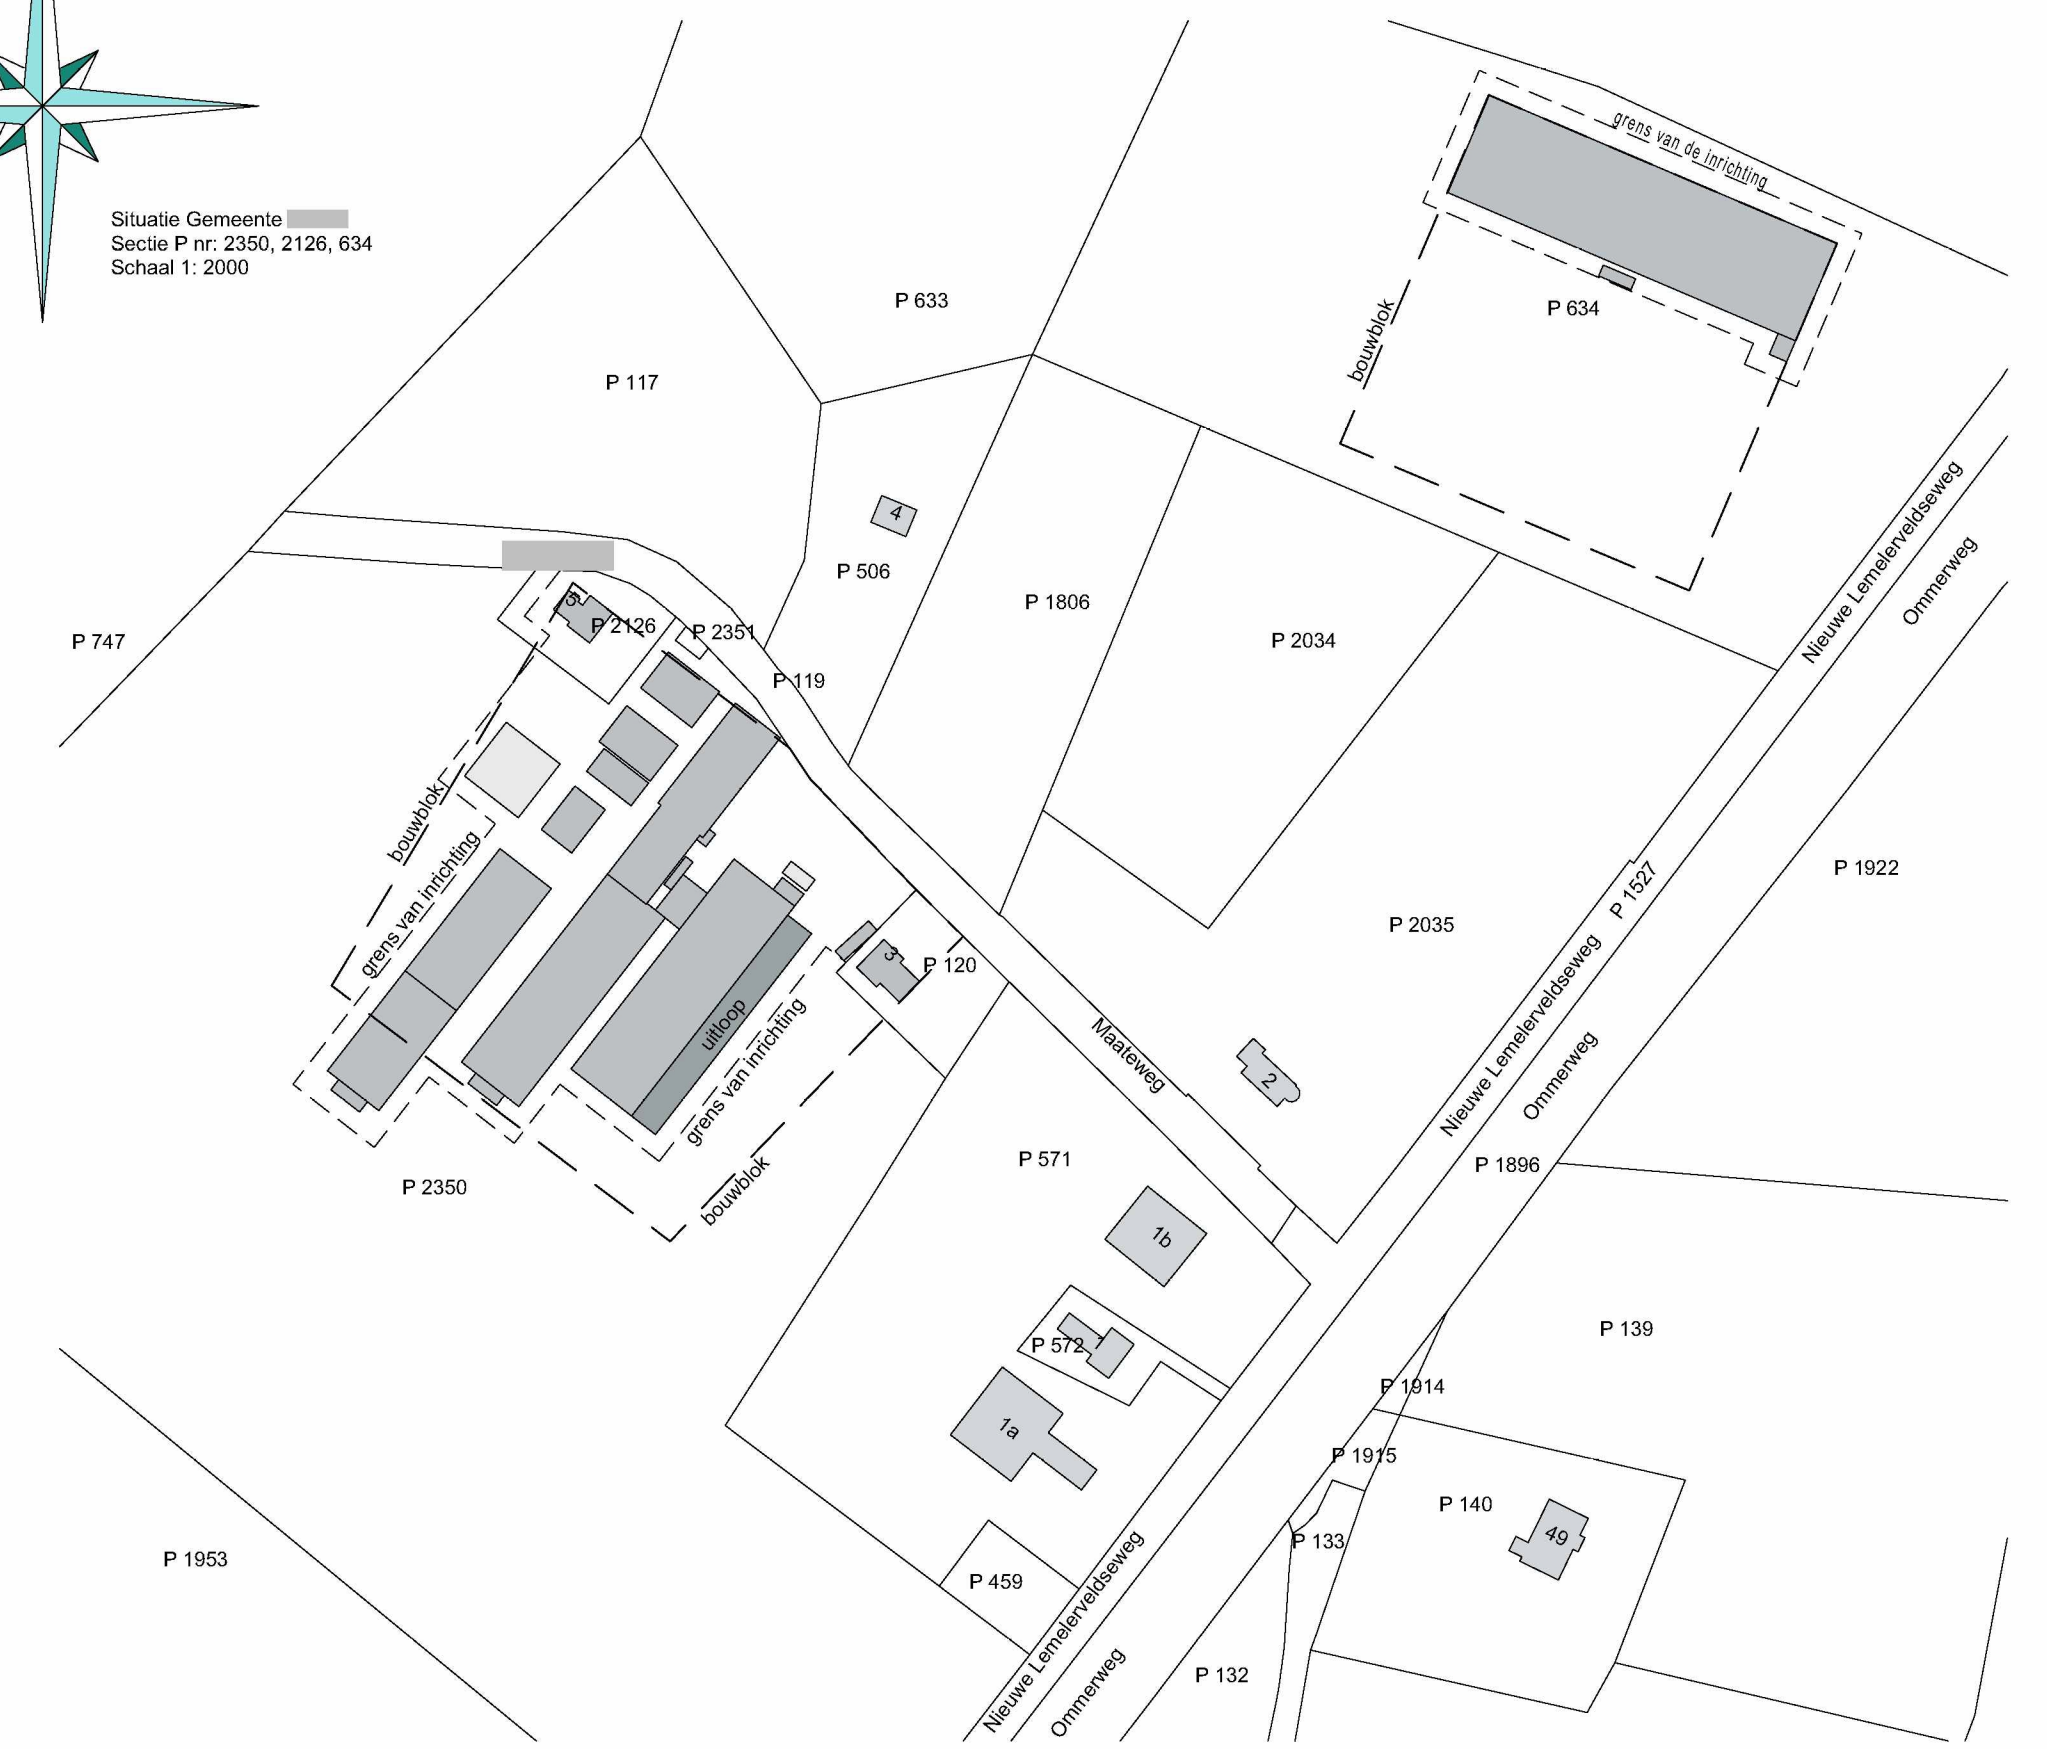 Situatie Gemeente
Sectie P nr: 2350, 2126, 634
Schaal 1: 2000
grens van de inrichting
P 633
P 634
bouwblok
P 117
4
P 506
P 1806
P 2034
Nieuwe Lemelerveldseweg
Ommerweg
P 747
5
P 2126
P 2351
P 119
bouwblok
grens van inrichting
P 1527
P 1922
P 2035
3
P 120
uitloop
grens van inrichting
Maateweg
2
Nieuwe Lemelerveldseweg
Ommerweg
P 571
P 1896
P 2350
bouwblok
1b
P 572
1
P 139
P 1914
1a
P 1915
P 140
49
P 133
P 1953
P 459
Nieuwe Lemelerveldseweg
Ommerweg
P 132